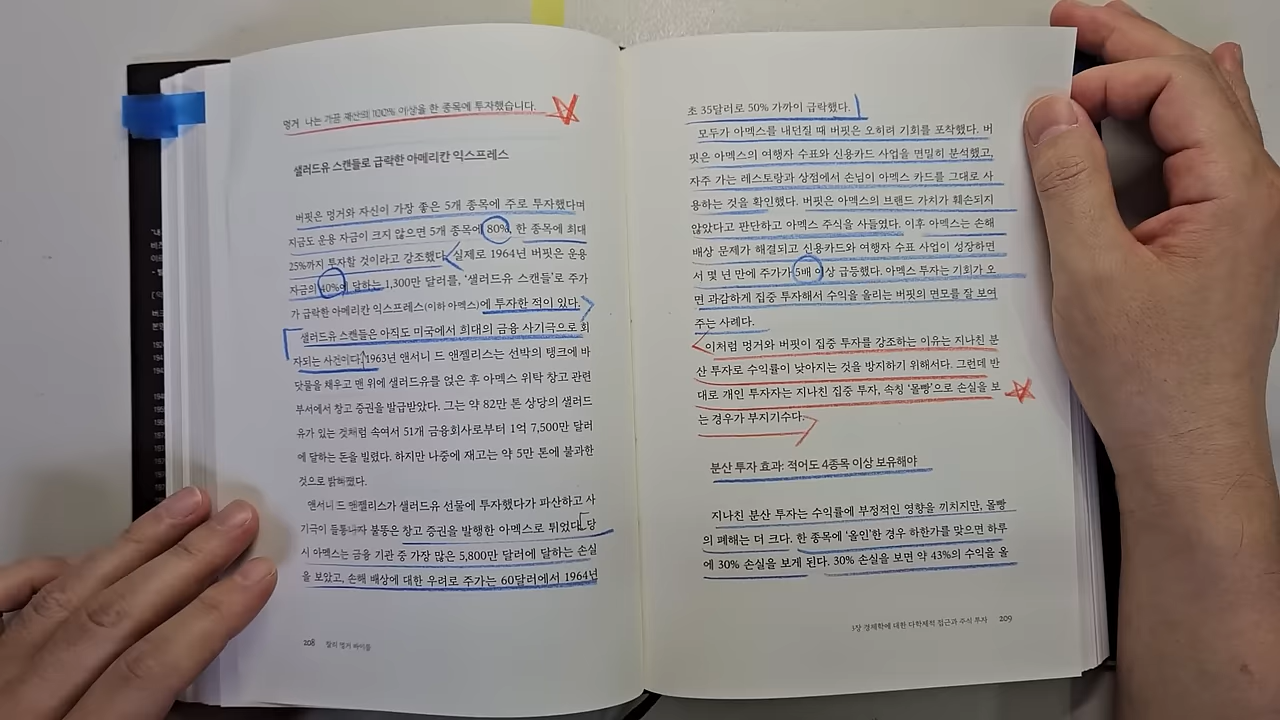 멍거 나는 가끔 재산의 100% 이상을 한 종목에 투자했습니다.
샐러드유 스캔들로 급락한 아메리칸 익스프레스
버핏은 멍거와 자신이 가장 좋은 5개 종목에 주로 투자했다며
지금도 운용 자금이 크지 않으면 5개 종목에 80%, 한 종목에 최대
25%까지 투자할 것이라고 강조했다. 실제로 1964년 버핏은 운용
자금의 40%에 달하는 1,300만 달러를, '샐러드유 스캔들'로 주가
가 급락한 아메리칸 익스프레스(이하 아멕스)에 투자한 적이 있다.
샐러드유 스캔들은 아직도 미국에서 희대의 금융 사기극으로 회
자되는 사건이다. 1963년 앤서니 드 앤젤리스는 선박의 탱크에 바
닷물을 채우고 맨 위에 샐러드유를 얹은 후 아멕스 위탁 창고 관련
부서에서 창고 증권을 발급받았다. 그는 약 82만 톤 상당의 샐러드
유가 있는 것처럼 속여서 51개 금융회사로부터 1억 7,500만 달러
에 달하는 돈을 빌렸다. 하지만 나중에 재고는 약 5만 톤에 불과한
것으로 밝혀졌다.
앤서니 드 앤젤리스가 샐러드유 선물에 투자했다가 파산하고 사
기극이 들통나자 불똥은 창고 증권을 발행한 아멕스로 튀었다. 당
시 아멕스는 금융 기관 중 가장 많은 5,800만 달러에 달하는 손실
을 보았고, 손해 배상에 대한 우려로 주가는 60달러에서 1964년
208 찰리 멍거 바이블
초 35달러로 50% 가까이 급락했다.
모두가 아멕스를 내던질 때 버핏은 오히려 기회를 포착했다. 버
핏은 아멕스의 여행자 수표와 신용카드 사업을 면밀히 분석했고,
자주 가는 레스토랑과 상점에서 손님이 아멕스 카드를 그대로 사
용하는 것을 확인했다. 버핏은 아멕스의 브랜드 가치가 훼손되지
않았다고 판단하고 아멕스 주식을 사들였다. 이후 아멕스는 손해
배상 문제가 해결되고 신용카드와 여행자 수표 사업이 성장하면
서 몇 년 만에 주가가 5배 이상 급등했다. 아멕스 투자는 기회가 오
면 과감하게 집중 투자해서 수익을 올리는 버핏의 면모를 잘 보여
주는 사례다.
이처럼 멍거와 버핏이 집중 투자를 강조하는 이유는 지나친 분
산 투자로 수익률이 낮아지는 것을 방지하기 위해서다. 그런데 반
대로 개인 투자자는 지나친 집중 투자, 속칭 '몰빵'으로 손실을 보
는 경우가 부지기수다.
분산 투자 효과: 적어도 4종목 이상 보유해야
지나친 분산 투자는 수익률에 부정적인 영향을 끼치지만, 몰빵
의 폐해는 더 크다. 한 종목에 '올인'한 경우 하한가를 맞으면 하루
에 30% 손실을 보게 된다. 30% 손실을 보면 약 43%의 수익을 올
3장 경제학에 대한 다학제적 접근과 주식 투자 209